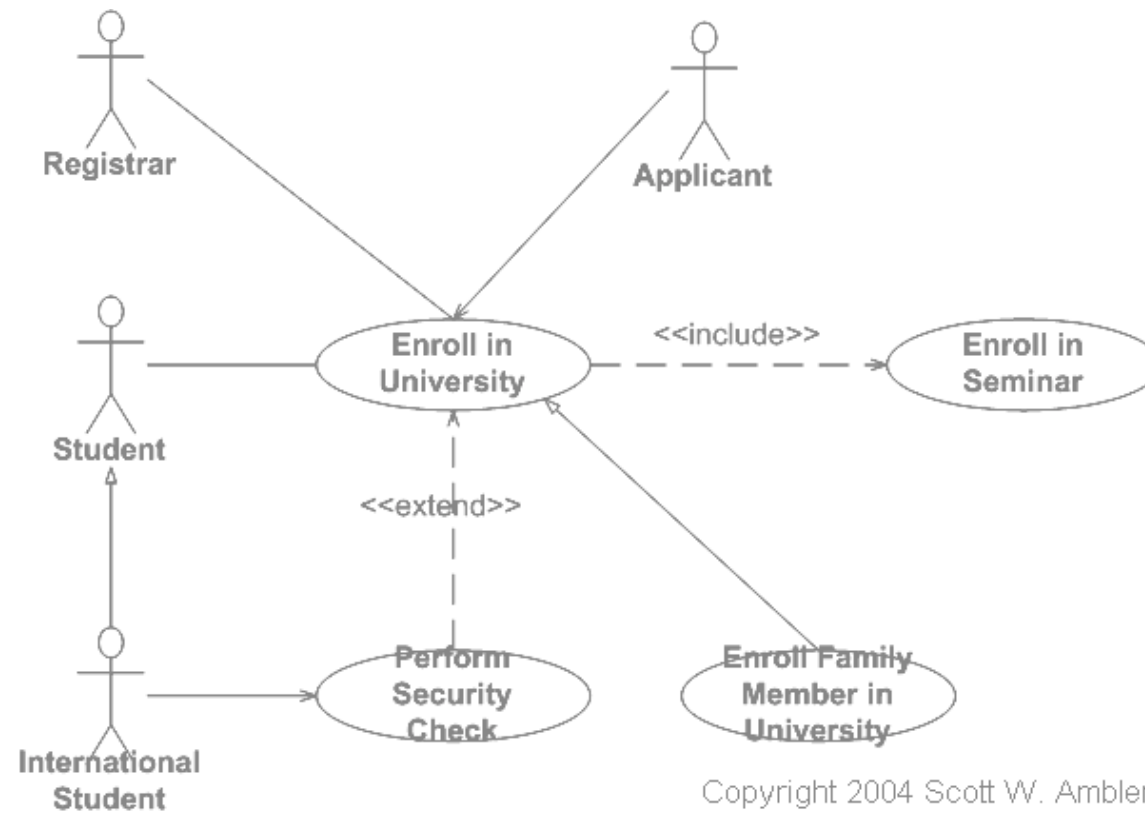 Registrar
Applicant
Enroll in
University
<<include>>
Enroll in
Seminar
Student
<<extend>>
Perform
Security
Check
Enroll Family
Member in
University
International
Student
Copyright 2004 Scott W. Ambler